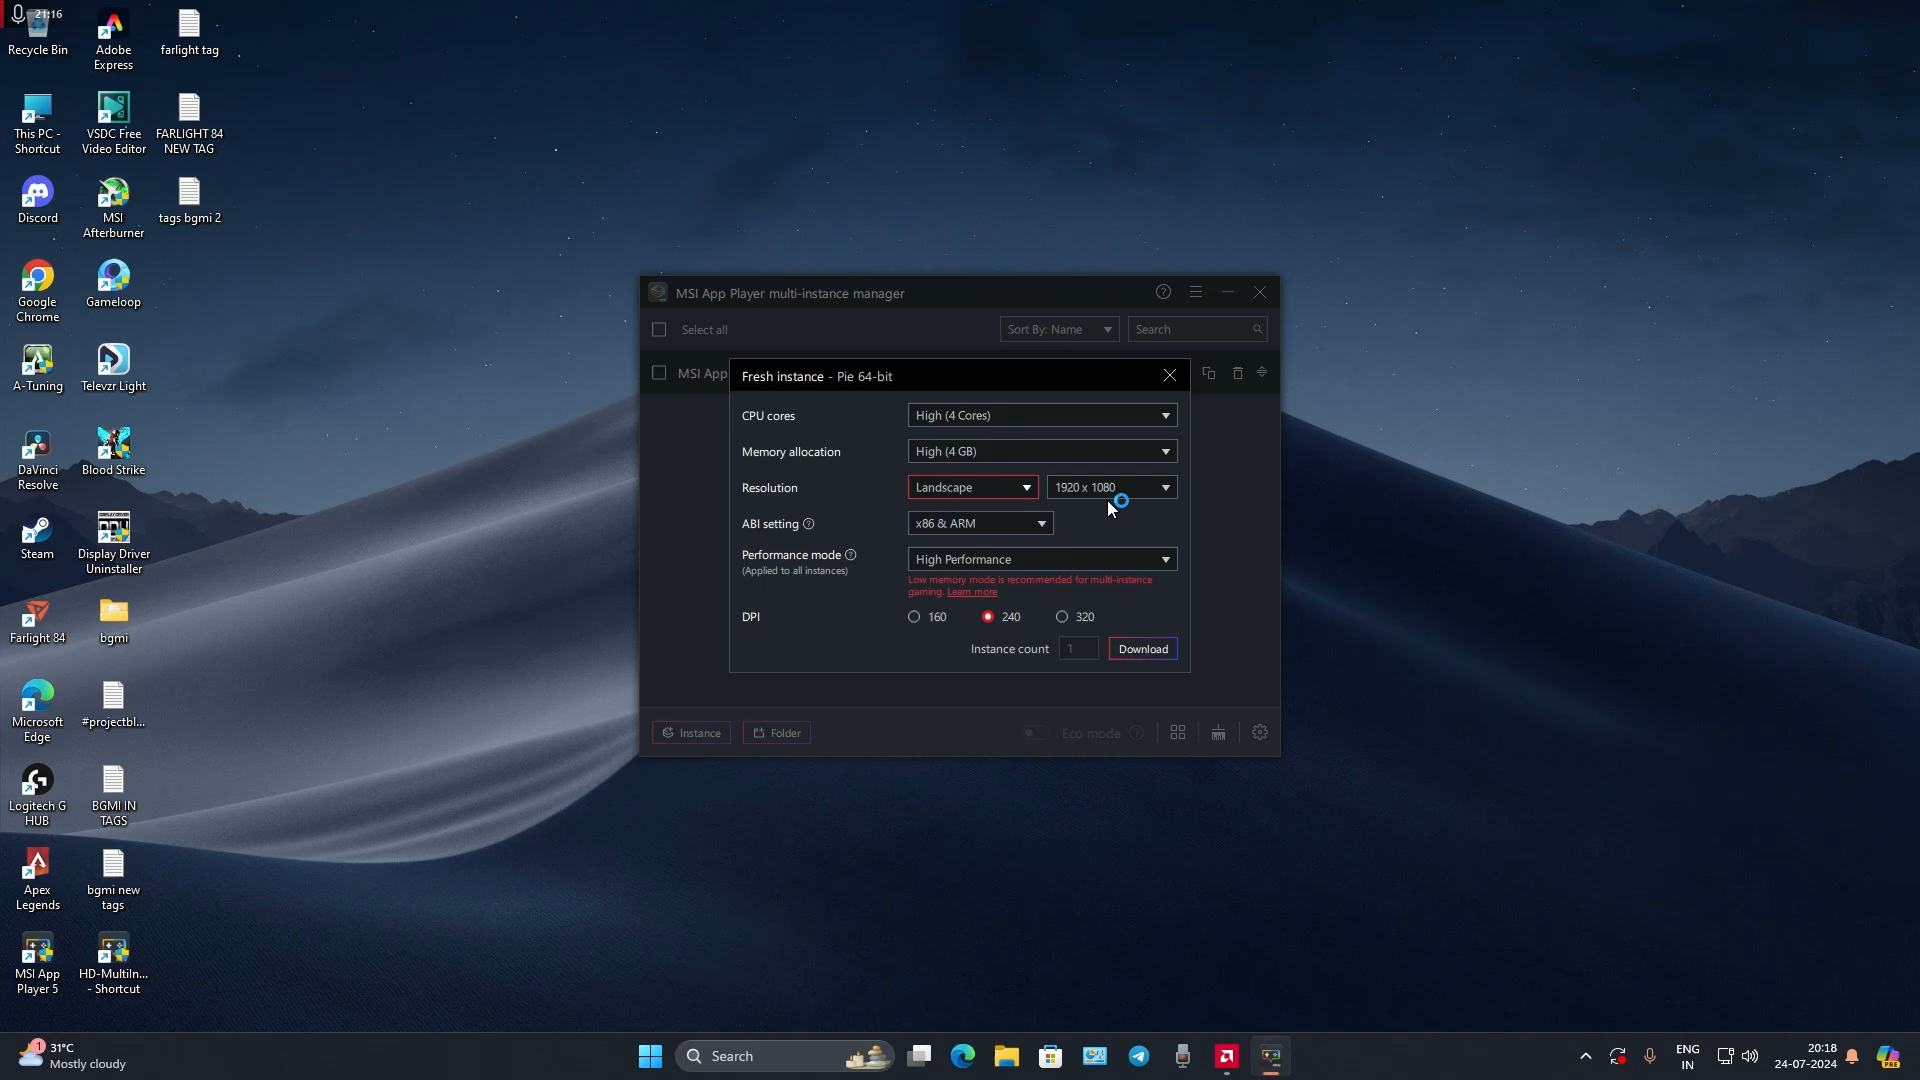 21:16
Recycle Bin
Adobe
Express
farlight tag
This PC -
Shortcut
VSDC Free
Video Editor
FARLIGHT 84
NEW TAG
Discord
MSI
Afterburner
tags bgmi 2
Google
Chrome
Gameloop
A-Tuning
Televzr Light
DaVinci
Resolve
Blood Strike
Steam
Display Driver
Uninstaller
Farlight 84
bgmi
Microsoft
Edge
#projectbl...
Logitech G
HUB
BGMI IN
TAGS
Apex
Legends
bgmi new
tags
MSI App
Player 5
HD-MultiIn...
- Shortcut
MSI App Player multi-instance manager
Select all
Sort By: Name
Search
MSI App
Fresh instance - Pie 64-bit
CPU cores
High (4 Cores)
Memory allocation
High (4 GB)
Resolution
Landscape
1920 x 1080
ABI setting
x86 & ARM
Performance mode
(Applied to all instances)
High Performance
Low memory mode is recommended for multi-instance
gaming. Learn more
DPI
160
240
320
Instance count
1
Download
Instance
Folder
Eco mode
1
31°C
Mostly cloudy
Search
ENG
IN
20:18
24-07-2024
PRE